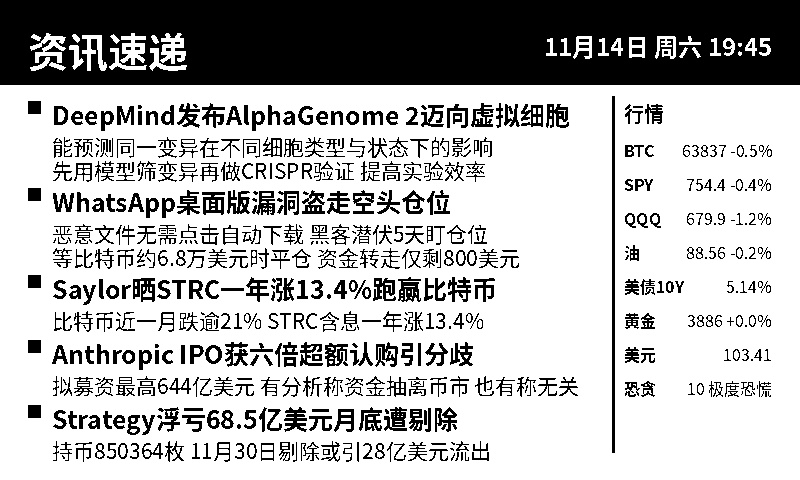 资讯速递
11月14日 周六 19:45
DeepMind发布AlphaGenome 2迈向虚拟细胞
能预测同一变异在不同细胞类型与状态下的影响
先用模型筛变异再做CRISPR验证 提高实验效率
WhatsApp桌面版漏洞盗走空头仓位
恶意文件无需点击自动下载 黑客潜伏5天盯仓位
等比特币约6.8万美元时平仓 资金转走仅剩800美元
Saylor晒STRC一年涨13.4%跑赢比特币
比特币近一月跌逾21% STRC含息一年涨13.4%
Anthropic IPO获六倍超额认购引分歧
拟募资最高644亿美元 有分析称资金抽离币市 也有称无关
Strategy浮亏68.5亿美元月底遭剔除
持币850364枚 11月30日剔除或引28亿美元流出
行情
BTC 63837 -0.5%
SPY 754.4 -0.4%
QQQ 679.9 -1.2%
油 88.56 -0.2%
美债10Y 5.14%
黄金 3886 +0.0%
美元 103.41
恐贪 10 极度恐慌